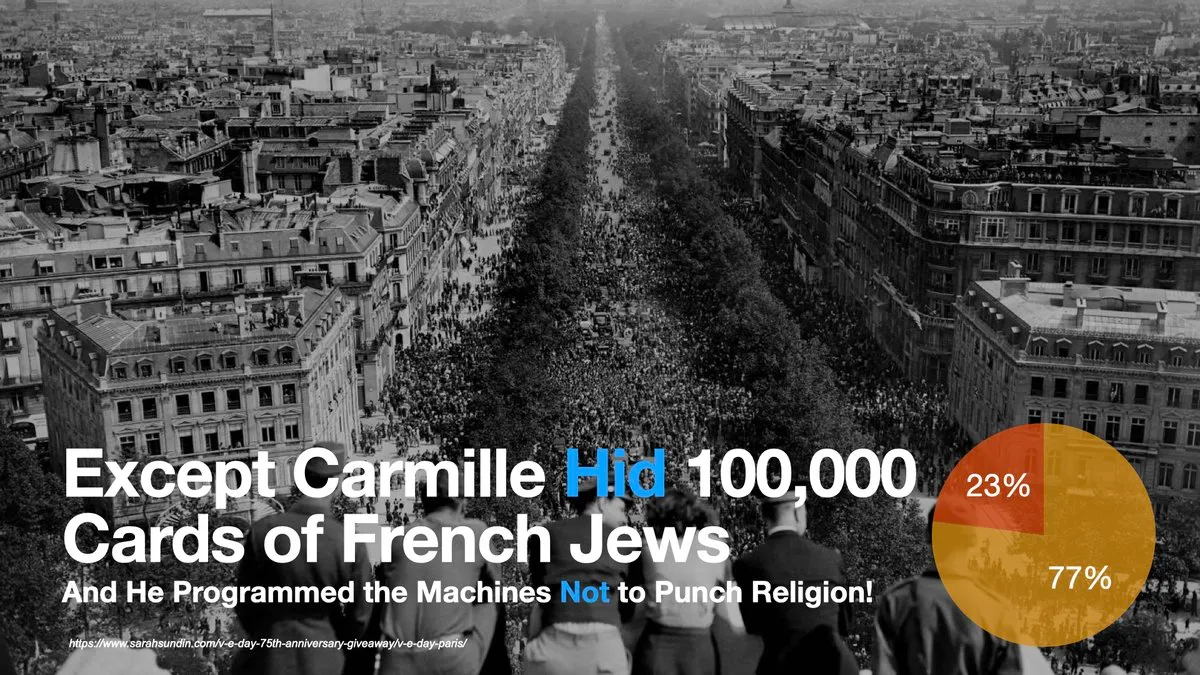 Except Carmille Hid 100,000
Cards of French Jews
And He Programmed the Machines Not to Punch Religion!
23%
77%
https://www.sarahsundin.com/v-e-day-75th-anniversary-giveaway/v-e-day-paris/